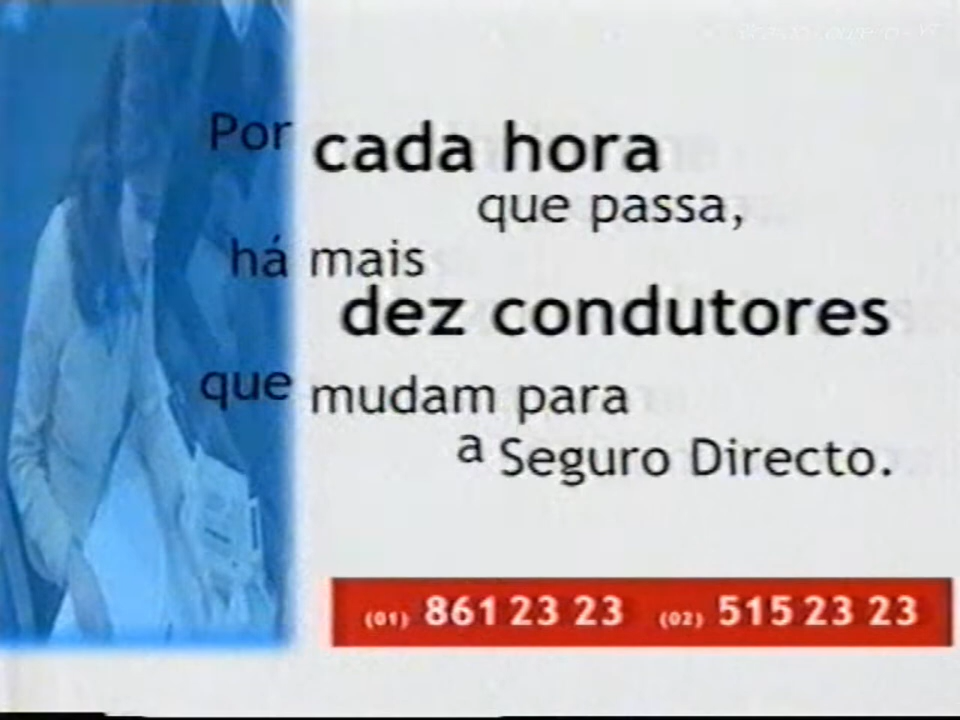 Por cada hora
que passa,
há mais
dez condutores
que mudam para
a Seguro Directo.
(01) 861 23 23 (02) 515 23 23